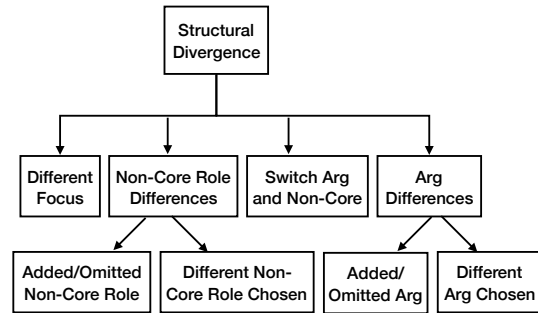 Structural
Divergence
Different
Focus
Non-Core Role
Differences
Switch Arg
and Non-Core
Arg
Differences
Added/Omitted
Non-Core Role
Different Non-
Core Role Chosen
Added/
Omitted Arg
Different
Arg Chosen